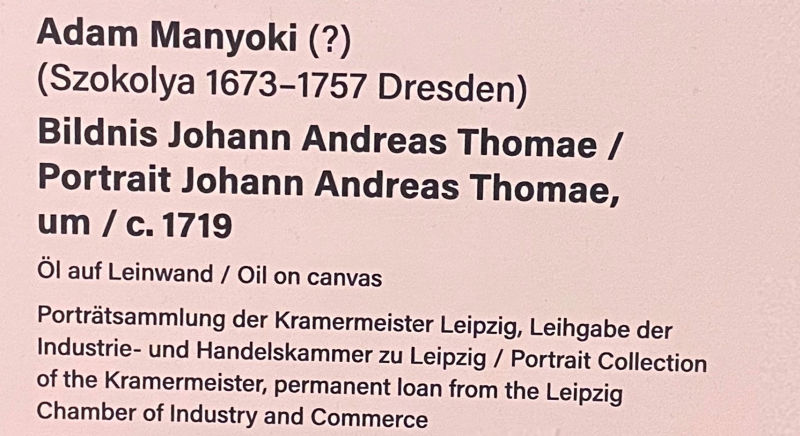 Adam Manyoki (?)
(Szokolya 1673–1757 Dresden)
Bildnis Johann Andreas Thomae /
Portrait Johann Andreas Thomae,
um / c. 1719
Öl auf Leinwand / Oil on canvas
Porträtsammlung der Kramermeister Leipzig, Leihgabe der
Industrie- und Handelskammer zu Leipzig / Portrait Collection
of the Kramermeister, permanent loan from the Leipzig
Chamber of Industry and Commerce